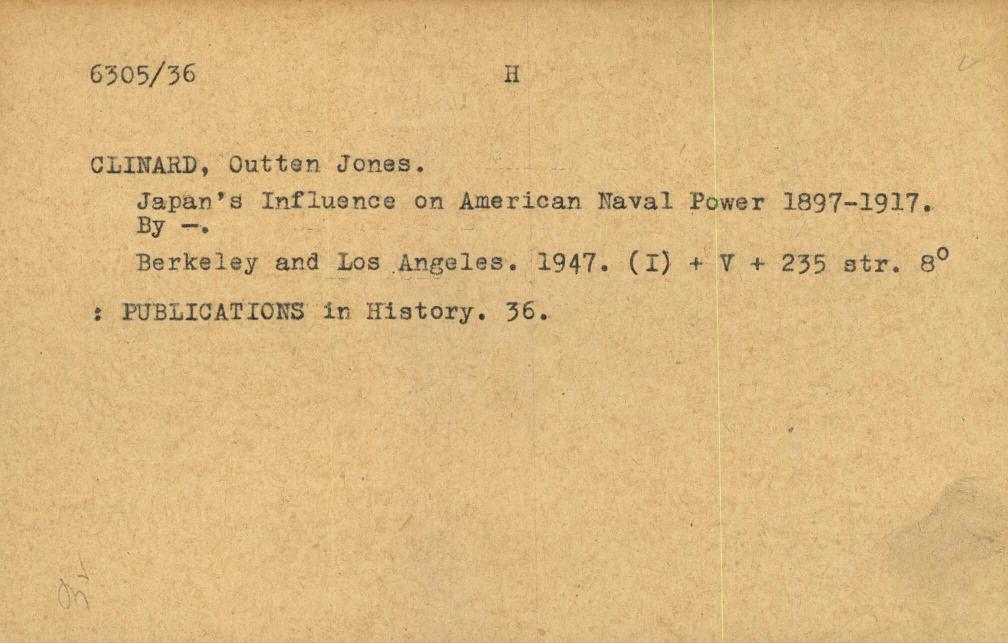 6305/36 H
CLINARD, Outten Jones.
Japan's Influence on American Naval Power 1897-1917.
By —.
Berkeley and Los Angeles. 1947. (I) + V + 235 str. 8°
: PUBLICATIONS in History. 36.